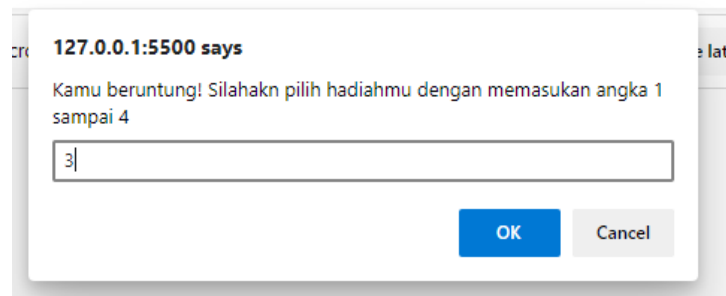 127.0.0.1:5500 says
Kamu beruntung! Silahakn pilih hadiahmu dengan memasukan angka 1
sampai 4
3
OK Cancel